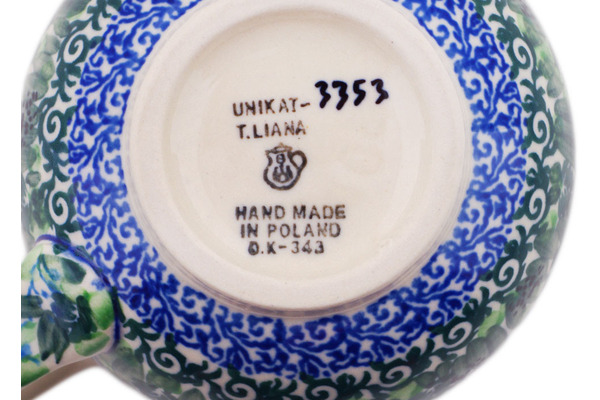 UNIKAT-3353
T.LIANA
HAND MADE
IN POLAND
O.K-343